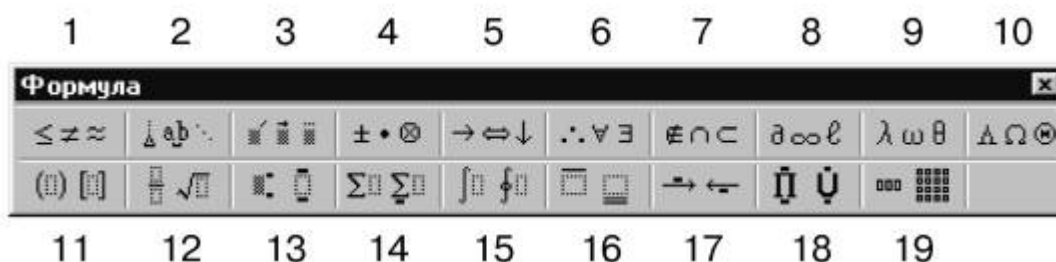 1 2 3 4 5 6 7 8 9 10
Формула x
≤ ≠ ≈ a͟b ⋱ ± • ⊗ → ⇔ ↓ ∴ ∀ ∃ ∉ ∩ ⊂ ∂ ∞ ℓ λ ω θ Λ Ω Θ
(▯) [▯] √▯ Σ▯ Σ▯ ∫▯ ∮▯ → ← Π U
11 12 13 14 15 16 17 18 19